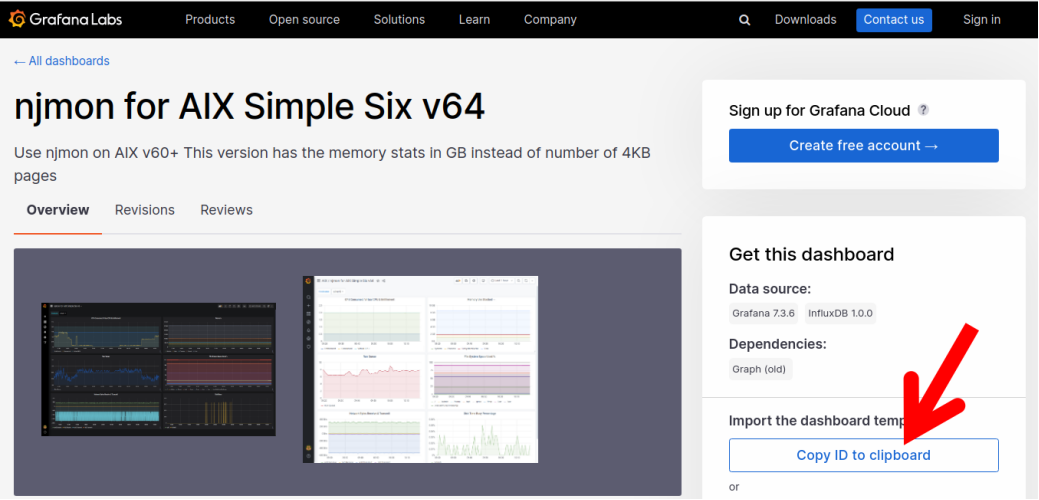 Grafana Labs
Products
Open source
Solutions
Learn
Company
Downloads
Contact us
Sign in
← All dashboards
njmon for AIX Simple Six v64
Use njmon on AIX v60+ This version has the memory stats in GB instead of number of 4KB
pages
Overview
Revisions
Reviews
Sign up for Grafana Cloud ?
Create free account →
Get this dashboard
Data source:
Grafana 7.3.6
InfluxDB 1.0.0
Dependencies:
Graph (old)
Import the dashboard
Copy ID to clipboard
or